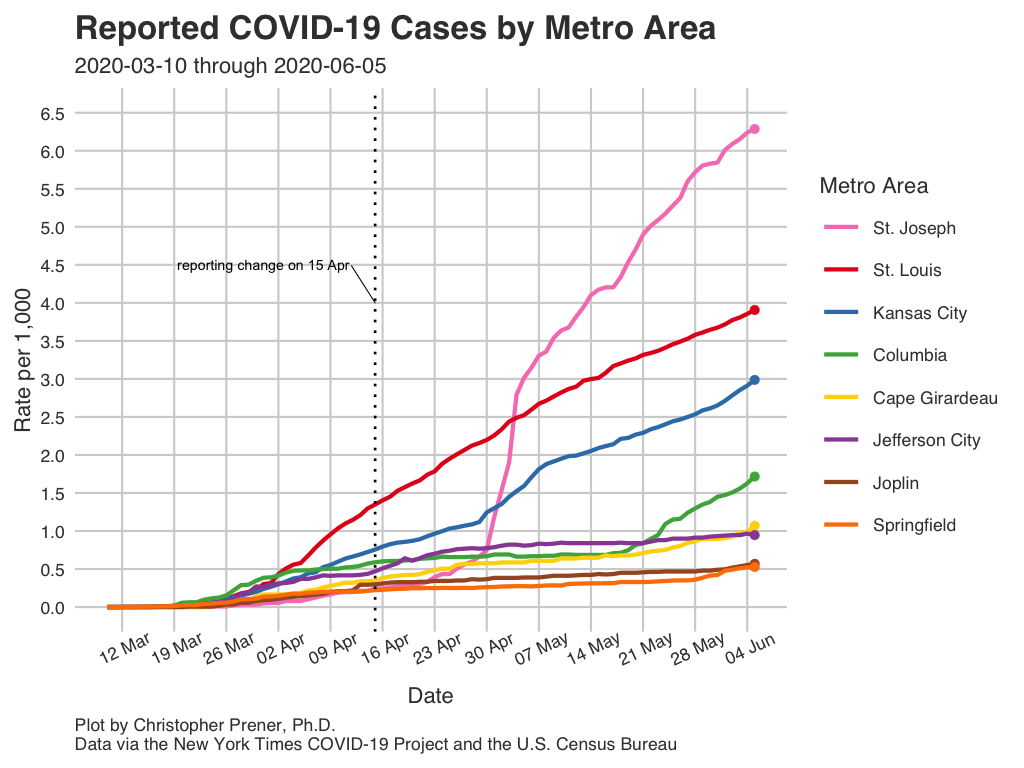 Reported COVID-19 Cases by Metro Area
2020-03-10 through 2020-06-05
6.5
6.0
5.5
5.0
4.5
4.0
3.5
3.0
2.5
2.0
1.5
1.0
0.5
0.0
Rate per 1,000
reporting change on 15 Apr
12 Mar
19 Mar
26 Mar
02 Apr
09 Apr
16 Apr
23 Apr
30 Apr
07 May
14 May
21 May
28 May
04 Jun
Date
Metro Area
St. Joseph
St. Louis
Kansas City
Columbia
Cape Girardeau
Jefferson City
Joplin
Springfield
Plot by Christopher Prener, Ph.D.
Data via the New York Times COVID-19 Project and the U.S. Census Bureau